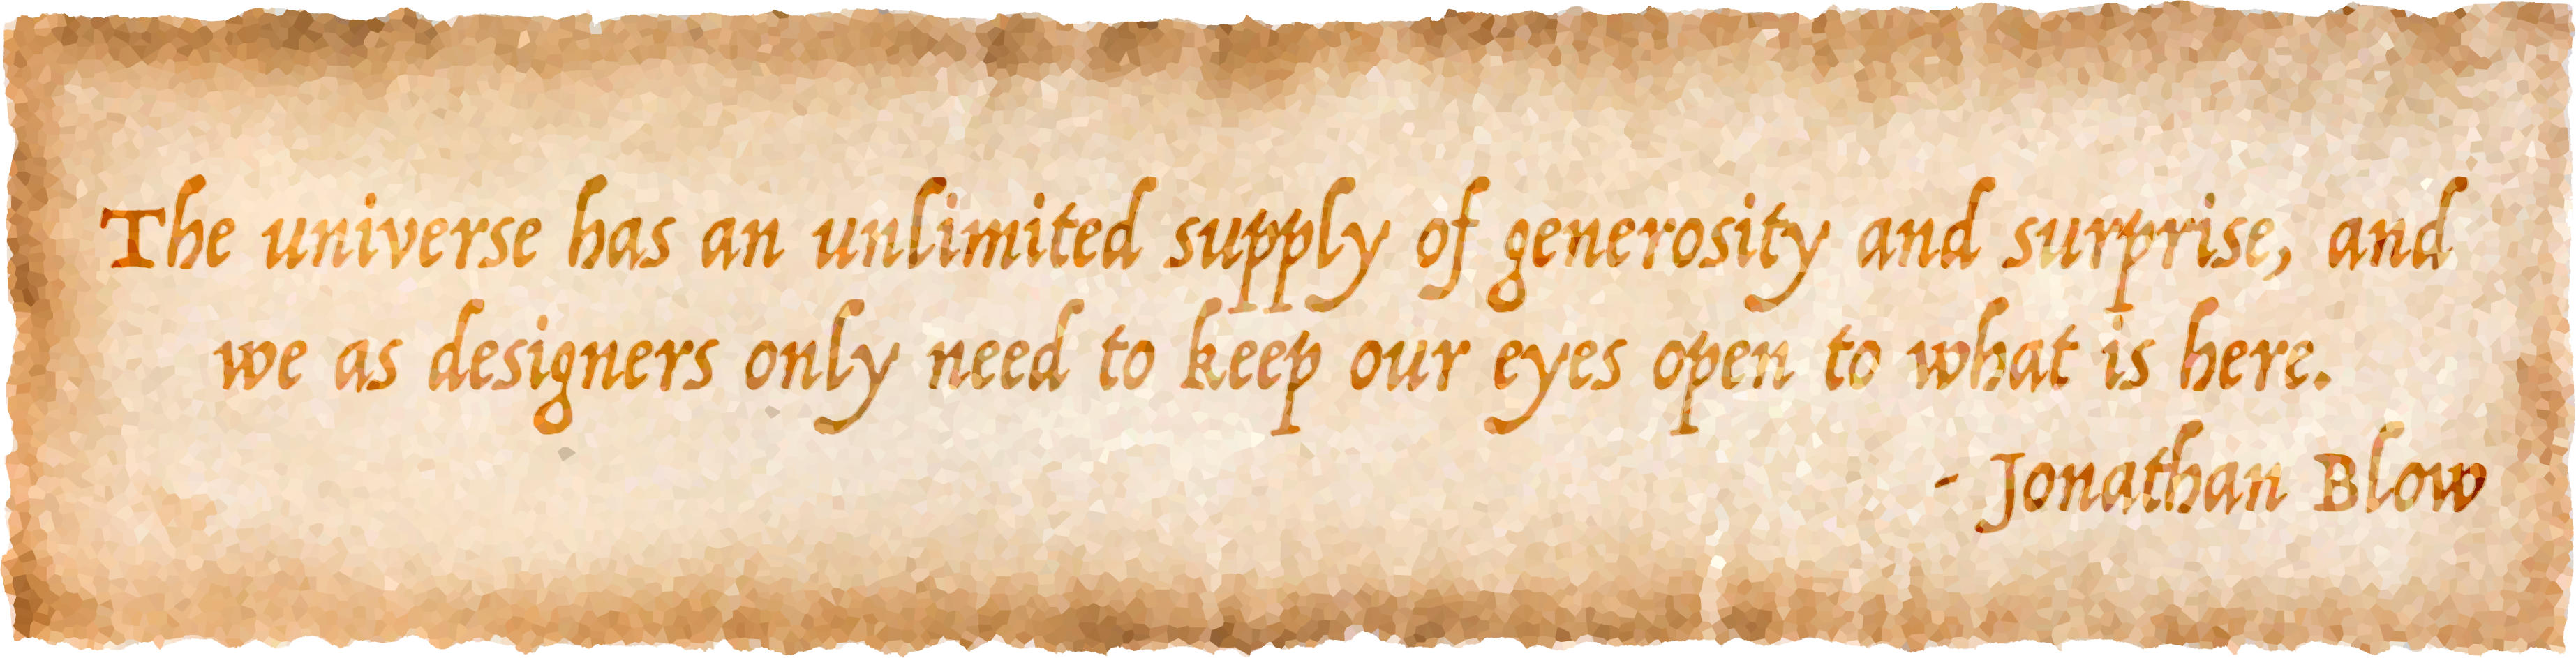 The universe has an unlimited supply of generosity and surprise, and
we as designers only need to keep our eyes open to what is here.
- Jonathan Blow